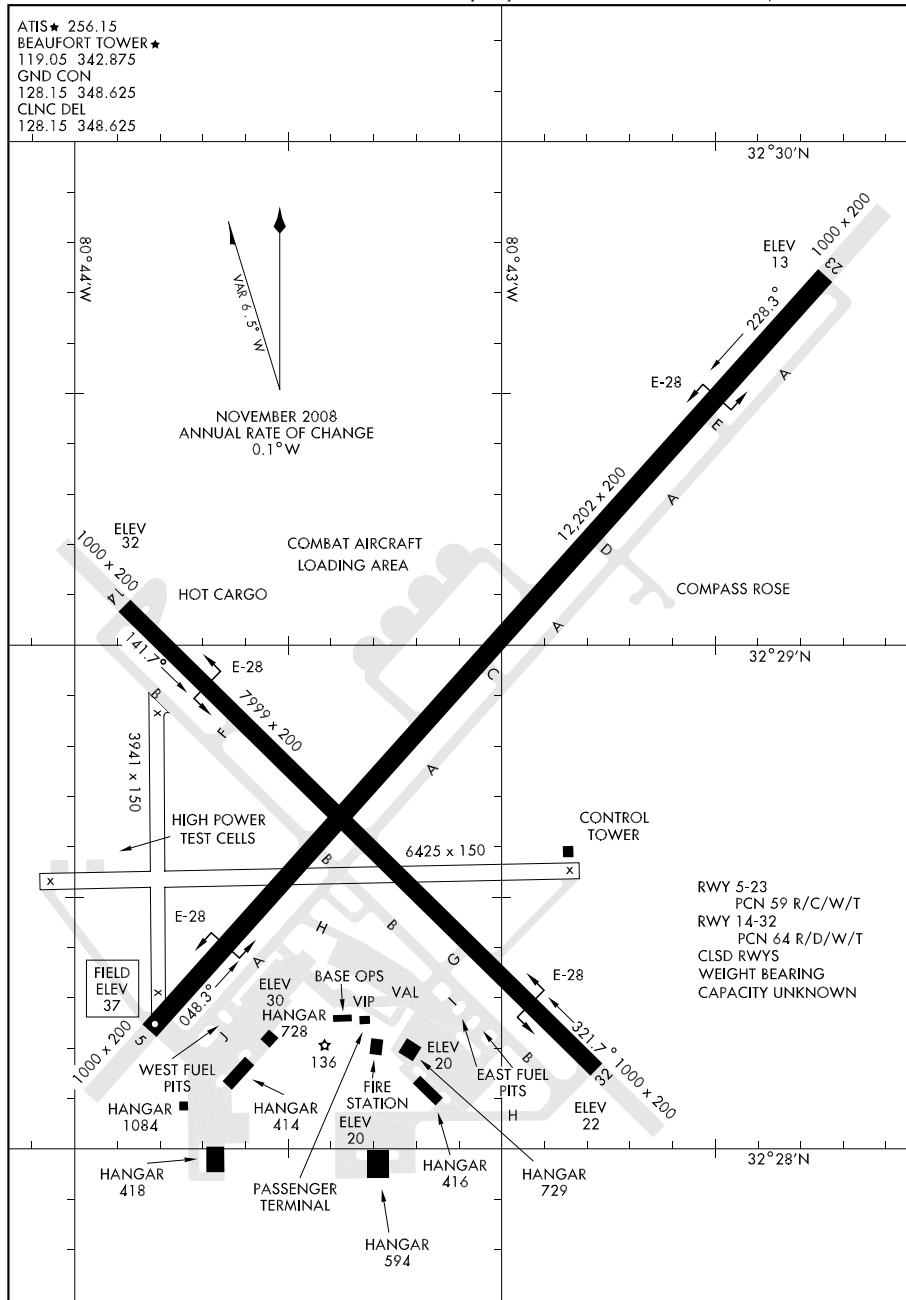 ATIS★ 256.15
BEAUFORT TOWER★
119.05 342.875
GND CON
128.15 348.625
CLNC DEL
128.15 348.625
32°30'N
80°44'W
80°43'W
VAR 6.5° W
NOVEMBER 2008
ANNUAL RATE OF CHANGE
0.1°W
ELEV
13
1000 x 200
23
228.3°
E-28
A
E
A
12,202 x 200
D
COMPASS ROSE
A
C
A
COMBAT AIRCRAFT
LOADING AREA
ELEV
32
1000 x 200
14
HOT CARGO
141.7°
E-28
32°29'N
B
x
F
7999 x 200
3941 x 150
HIGH POWER
TEST CELLS
CONTROL
TOWER
B
6425 x 150
x
x
RWY 5-23
PCN 59 R/C/W/T
RWY 14-32
PCN 64 R/D/W/T
CLSD RWYS
WEIGHT BEARING
CAPACITY UNKNOWN
E-28
H
B
A
G
FIELD
ELEV
37
x
048.3°
5
1000 x 200
ELEV
30
BASE OPS
VIP
VAL
I
E-28
321.7°
32
1000 x 200
HANGAR
728
J
136
WEST FUEL
PITS
FIRE
STATION
ELEV
20
EAST FUEL
PITS
B
H
ELEV
22
HANGAR
1084
HANGAR
414
ELEV
20
HANGAR
418
PASSENGER
TERMINAL
HANGAR
416
HANGAR
729
32°28'N
HANGAR
594